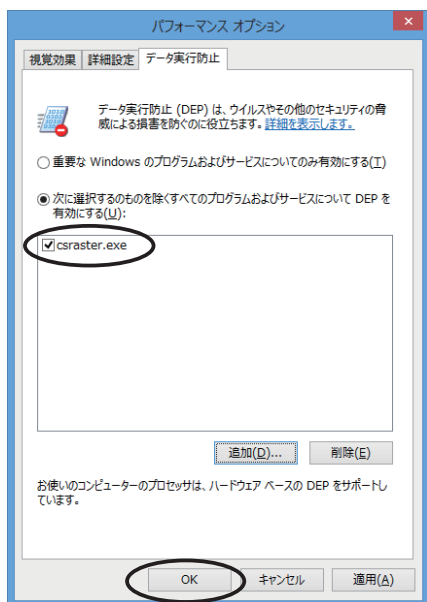 パフォーマンス オプション
視覚効果 詳細設定 データ実行防止
データ実行防止 (DEP) は、ウイルスやその他のセキュリティの脅
威による損害を防ぐのに役立ちます。詳細を表示します。
重要な Windows のプログラムおよびサービスについてのみ有効にする(T)
次に選択するのものを除くすべてのプログラムおよびサービスについて DEP を
有効にする(U):
csraster.exe
追加(D)... 削除(E)
お使いのコンピューターのプロセッサは、ハードウェア ベースの DEP をサポートし
ています。
OK キャンセル 適用(A)